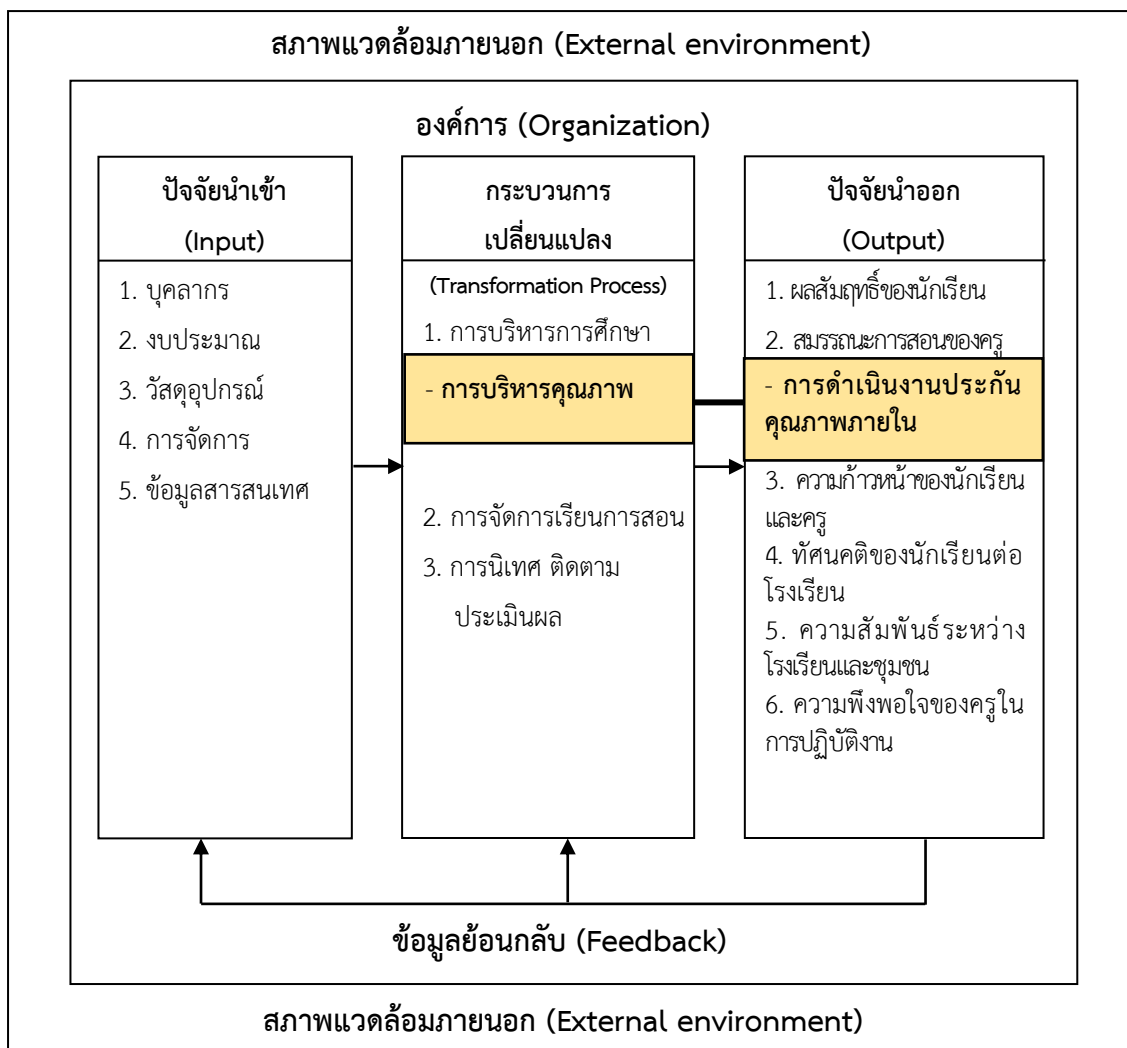 สภาพแวดล้อมภายนอก (External environment)
องค์การ (Organization)
ปัจจัยนำเข้า
(Input)
1. บุคลากร
2. งบประมาณ
3. วัสดุอุปกรณ์
4. การจัดการ
5. ข้อมูลสารสนเทศ
กระบวนการ
เปลี่ยนแปลง
(Transformation Process)
1. การบริหารการศึกษา
- การบริหารคุณภาพ
2. การจัดการเรียนการสอน
3. การนิเทศ ติดตาม
ประเมินผล
ปัจจัยนำออก
(Output)
1. ผลสัมฤทธิ์ของนักเรียน
2. สมรรถนะการสอนของครู
- การดำเนินงานประกัน
คุณภาพภายใน
3. ความก้าวหน้าของนักเรียน
และครู
4. ทัศนคติของนักเรียนต่อ
โรงเรียน
5. ความสัมพันธ์ระหว่าง
โรงเรียนและชุมชน
6. ความพึงพอใจของครูใน
การปฏิบัติงาน
ข้อมูลย้อนกลับ (Feedback)
สภาพแวดล้อมภายนอก (External environment)